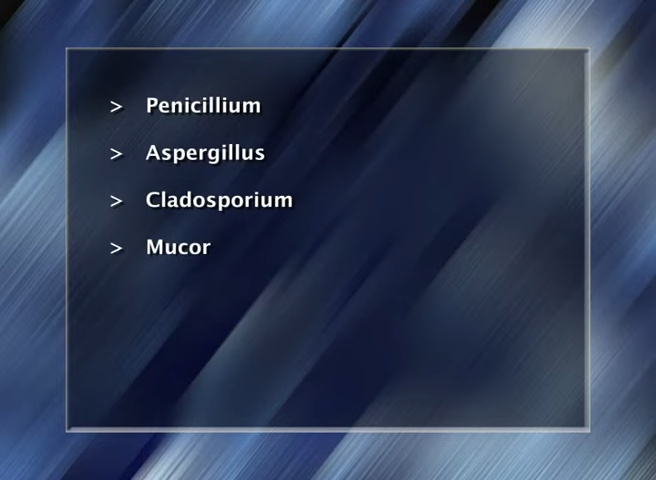 > Penicillium
> Aspergillus
> Cladosporium
> Mucor